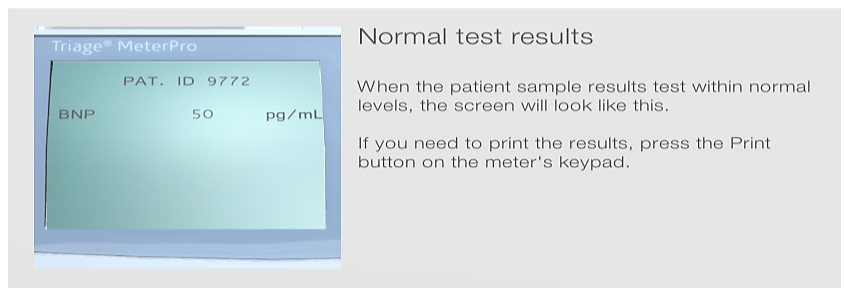 Triage® MeterPro
PAT. ID 9772
BNP 50 pg/mL
Normal test results
When the patient sample results test within normal
levels, the screen will look like this.
If you need to print the results, press the Print
button on the meter's keypad.